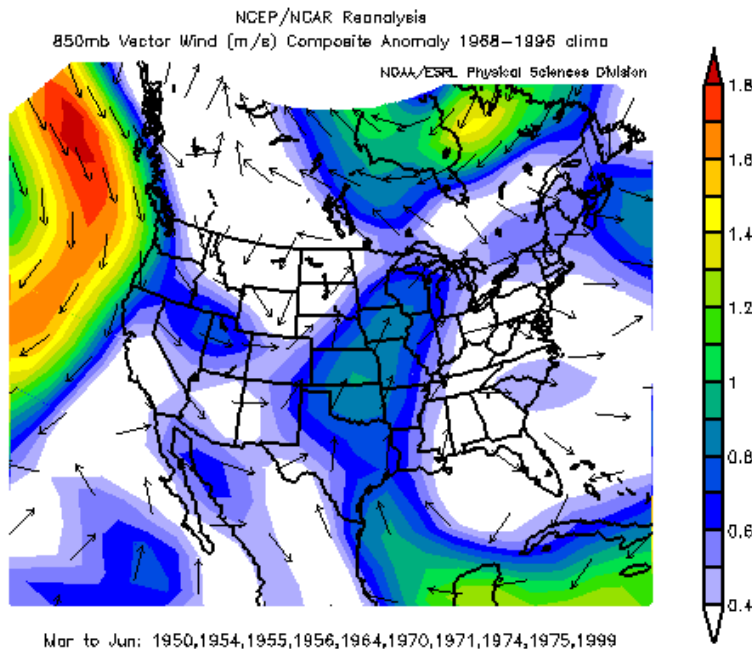 NCEP/NCAR Reanalysis
850mb Vector Wind (m/s) Composite Anomaly 1968-1996 clima
NOAA/ESRL Physical Sciences Division
1.8
1.6
1.4
1.2
1
0.8
0.6
0.4
Mar to Jun: 1950,1954,1955,1956,1964,1970,1971,1974,1975,1999